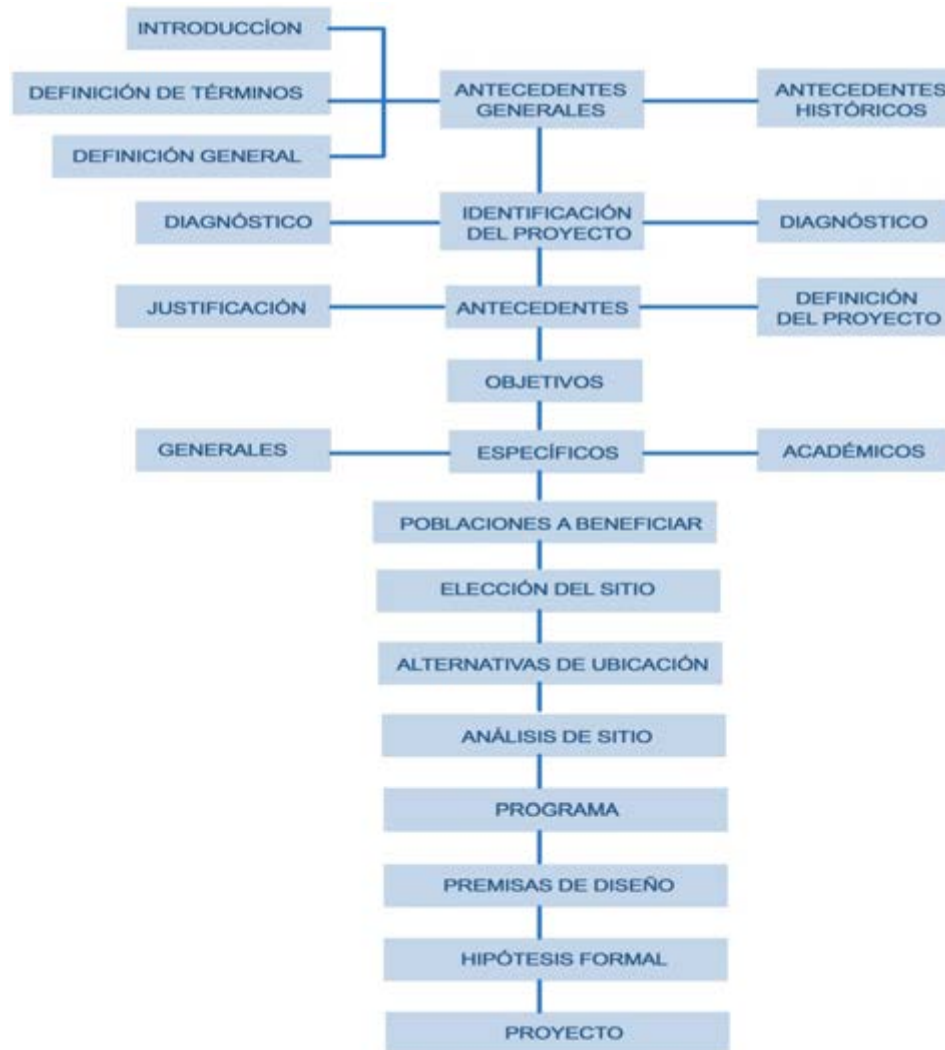 INTRODUCCÍON
DEFINICIÓN DE TÉRMINOS
DEFINICIÓN GENERAL
ANTECEDENTES
GENERALES
ANTECEDENTES
HISTÓRICOS
DIAGNÓSTICO
IDENTIFICACIÓN
DEL PROYECTO
DIAGNÓSTICO
JUSTIFICACIÓN
ANTECEDENTES
DEFINICIÓN
DEL PROYECTO
OBJETIVOS
GENERALES
ESPECÍFICOS
ACADÉMICOS
POBLACIONES A BENEFICIAR
ELECCIÓN DEL SITIO
ALTERNATIVAS DE UBICACIÓN
ANÁLISIS DE SITIO
PROGRAMA
PREMISAS DE DISEÑO
HIPÓTESIS FORMAL
PROYECTO